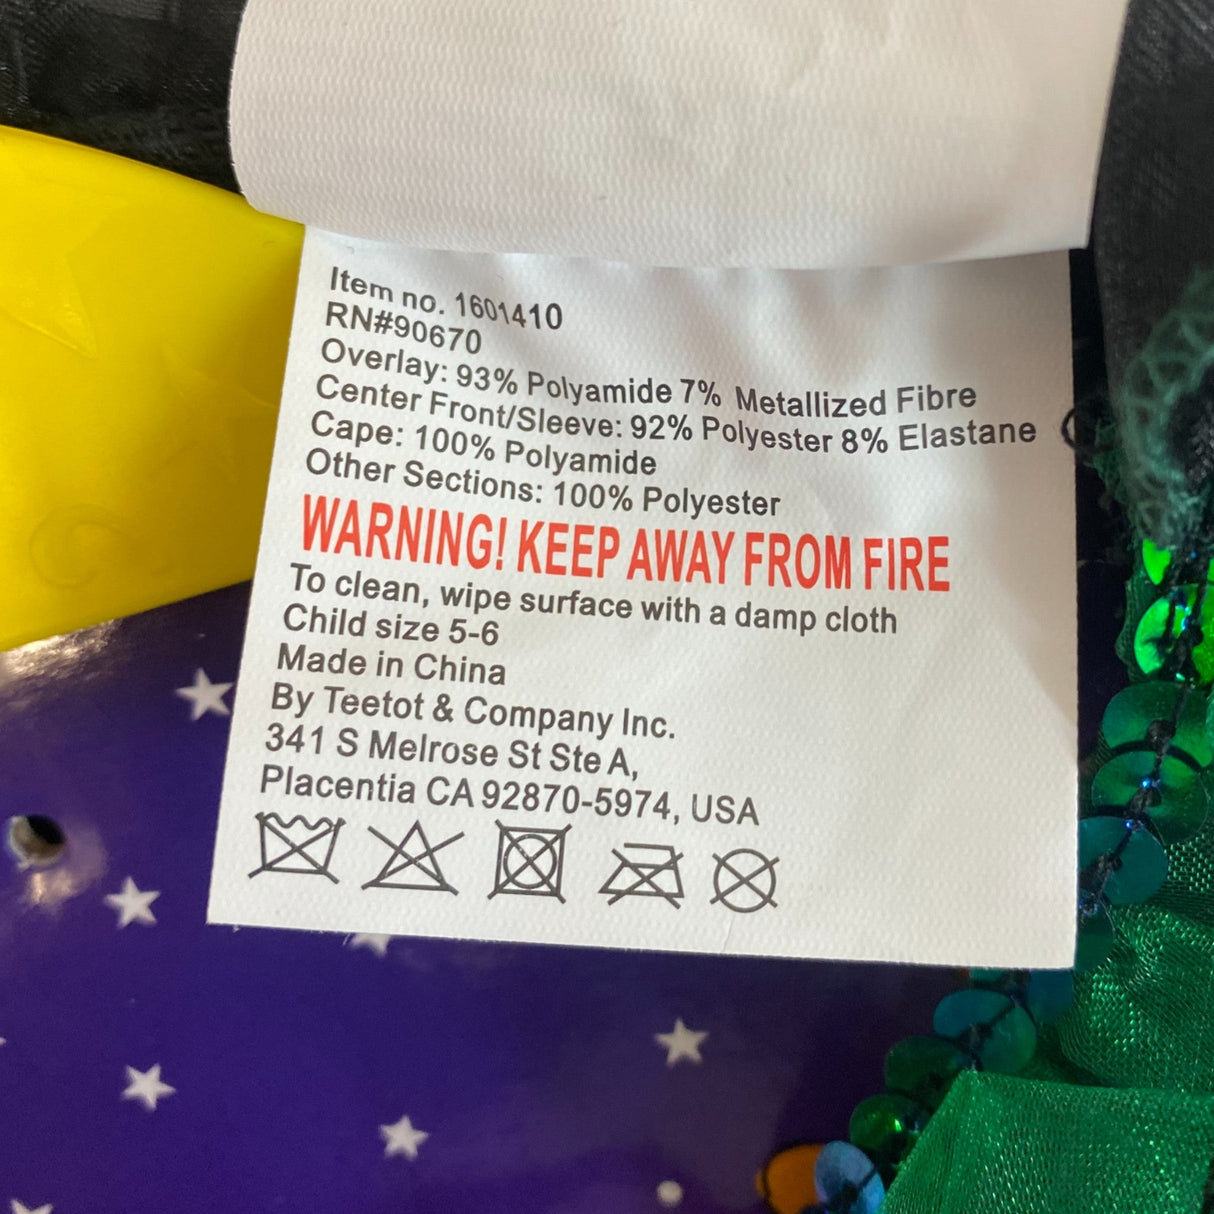 Item no. 1601410
RN#90670
Overlay: 93% Polyamide 7% Metallized Fibre
Center Front/Sleeve: 92% Polyester 8% Elastane
Cape: 100% Polyamide
Other Sections: 100% Polyester
WARNING! KEEP AWAY FROM FIRE
To clean, wipe surface with a damp cloth
Child size 5-6
Made in China
By Teetot & Company Inc.
341 S Melrose St Ste A,
Placentia CA 92870-5974, USA